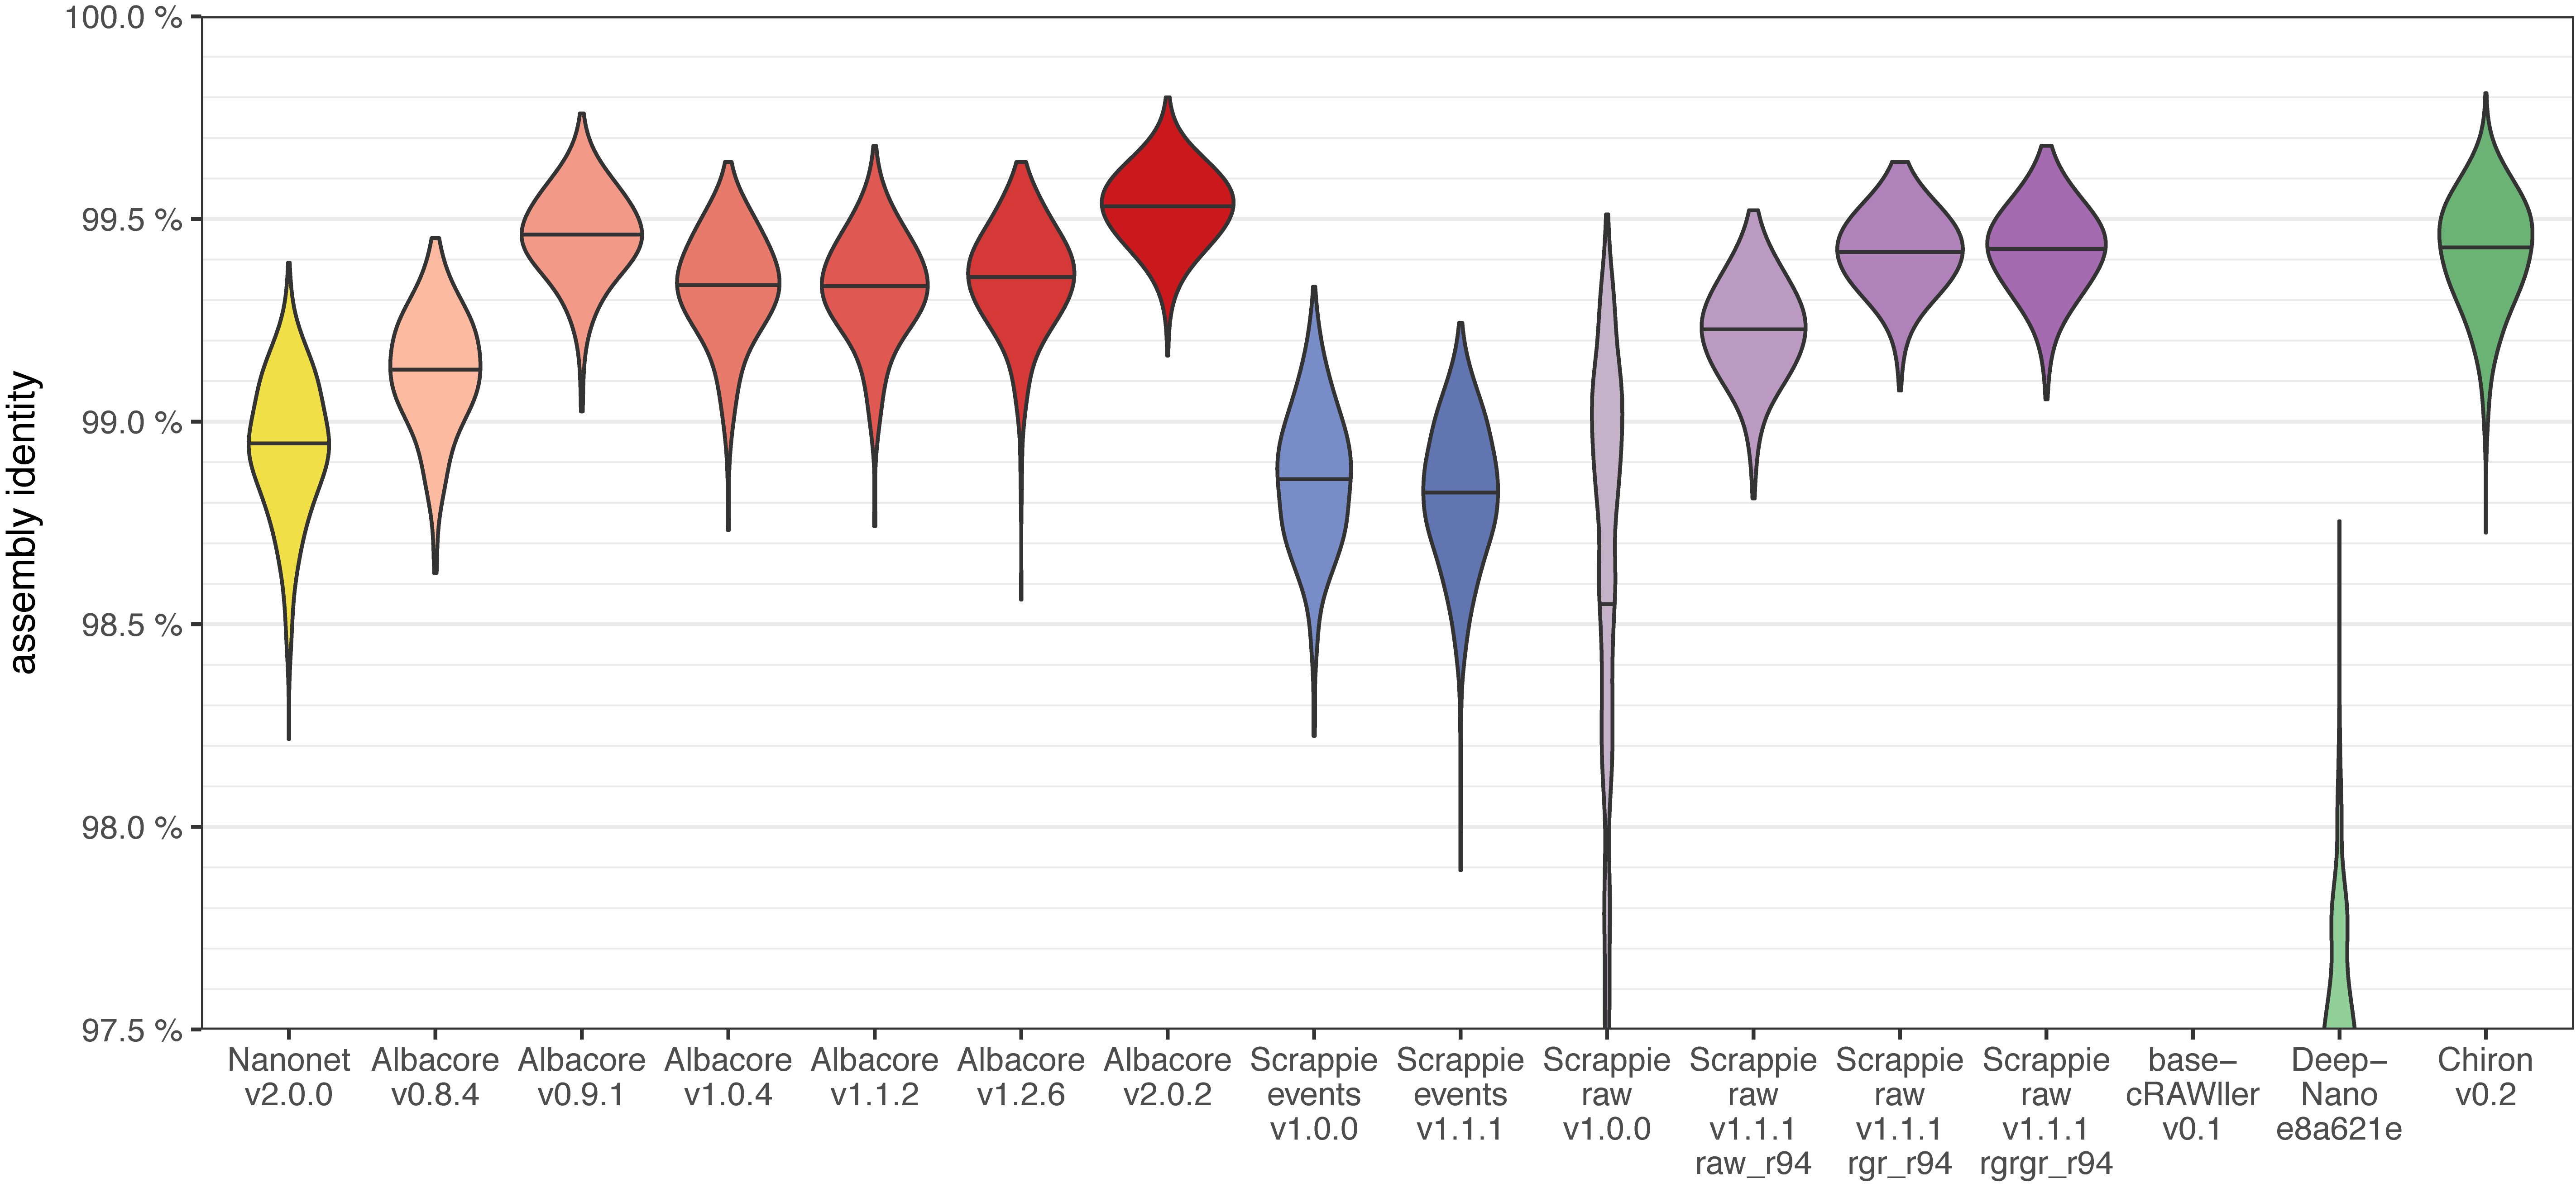 assembly identity
100.0 %
99.5 %
99.0 %
98.5 %
98.0 %
97.5 %
Nanonet
v2.0.0
Albacore
v0.8.4
Albacore
v0.9.1
Albacore
v1.0.4
Albacore
v1.1.2
Albacore
v1.2.6
Albacore
v2.0.2
Scrappie
events
v1.0.0
Scrappie
events
v1.1.1
Scrappie
raw
v1.0.0
Scrappie
raw
v1.1.1
raw_r94
Scrappie
raw
v1.1.1
rgr_r94
Scrappie
raw
v1.1.1
rgrgr_r94
base–
cRAWller
v0.1
Deep–
Nano
e8a621e
Chiron
v0.2